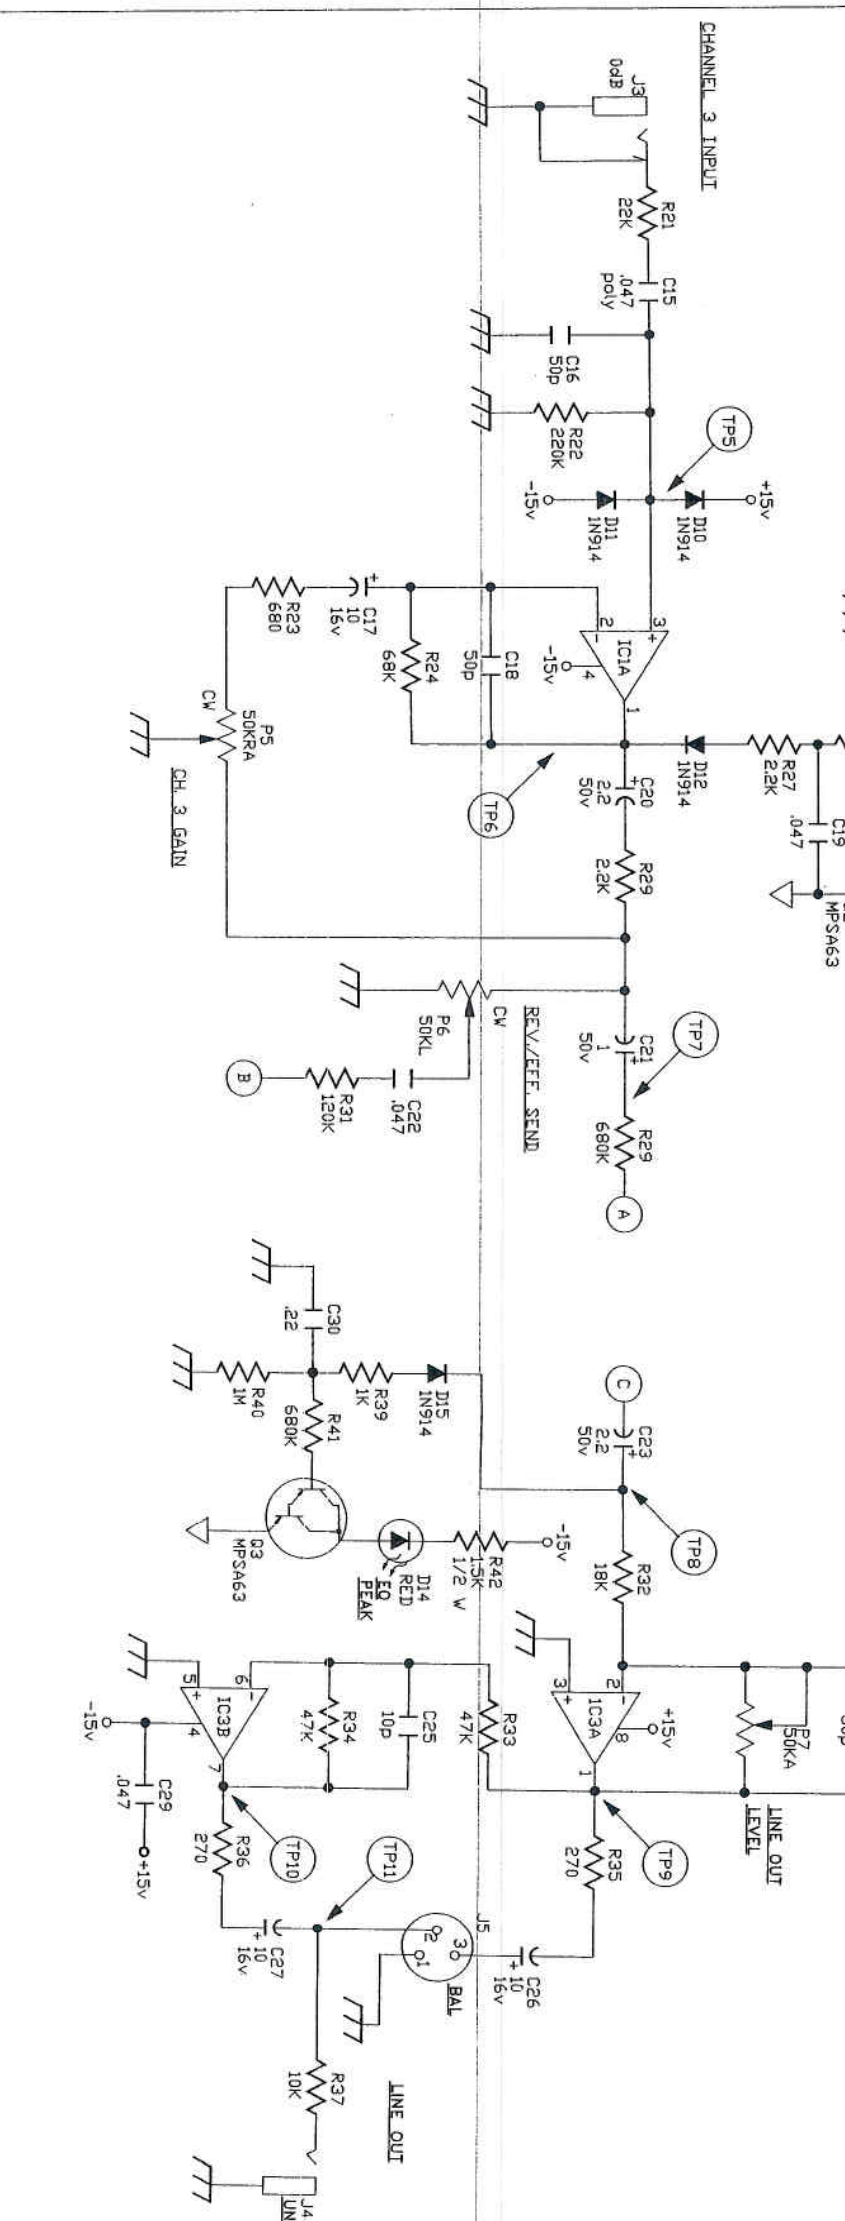 CHANNEL 3 INPUT
J3
0dB
R21
22K
C15
.047
poly
C16
50p
R22
220K
TP5
+15v
D10
1N914
D11
1N914
-15v
3
+
2
-
IC1A
4
-15v
1
C18
50p
R24
68K
C17
10
16v
+
R23
680
P5
50KRA
CW
CH. 3 GAIN
TP6
D12
1N914
R27
2.2K
C19
.047
MPSA63
C20
2.2
50v
+
R29
2.2K
CW
P6
50KL
REV./EFF. SEND
C21
1
50v
+
TP7
R29
680K
A
C22
.047
R31
120K
B
C
C23
2.2
50v
+
TP8
D15
1N914
R39
1K
R40
1M
C30
.22
R41
680K
Q3
MPSA63
D14
RED
EQ
PEAK
R42
1.5K
1/2 W
-15v
R32
18K
2
-
3
+
IC3A
8
+15v
1
P7
50KA
LINE OUT
LEVEL
TP9
R33
47K
C25
10p
R34
47K
6
-
5
+
IC3B
4
-15v
7
C29
.047
+15v
TP10
R35
270
R36
270
TP11
C26
10
16v
+
C27
10
16v
+
J5
3
2
1
BAL
LINE OUT
R37
10K
J4
UN